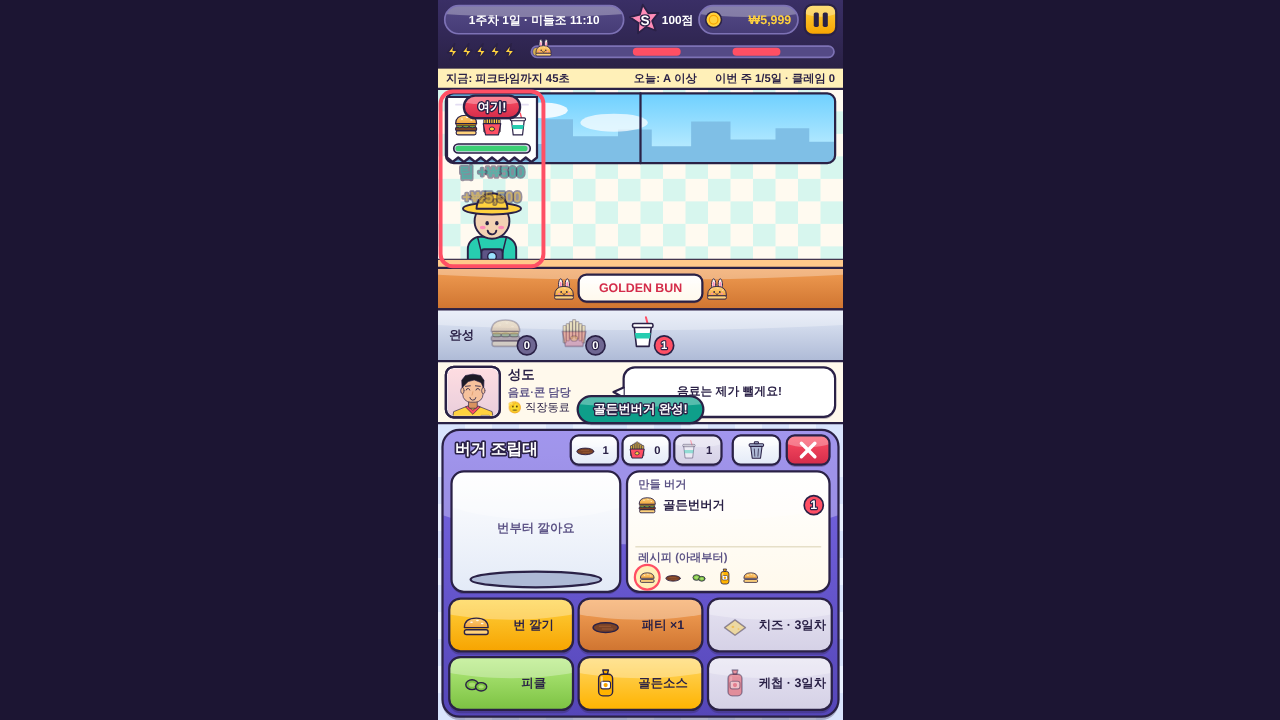 1주차 1일 · 미들조 11:10
S
100점
₩5,999
지금: 피크타임까지 45초
오늘: A 이상
이번 주 1/5일 · 클레임 0
여기!
GOLDEN BUN
완성
0
0
1
성도
음료·콘 담당
직장동료
음료는 제가 뺄게요!
골든번버거 완성!
버거 조립대
1
0
1
번부터 깔아요
만들 버거
골든번버거
1
레시피 (아래부터)
번 깔기
패티 ×1
치즈 · 3일차
피클
골든소스
케첩 · 3일차